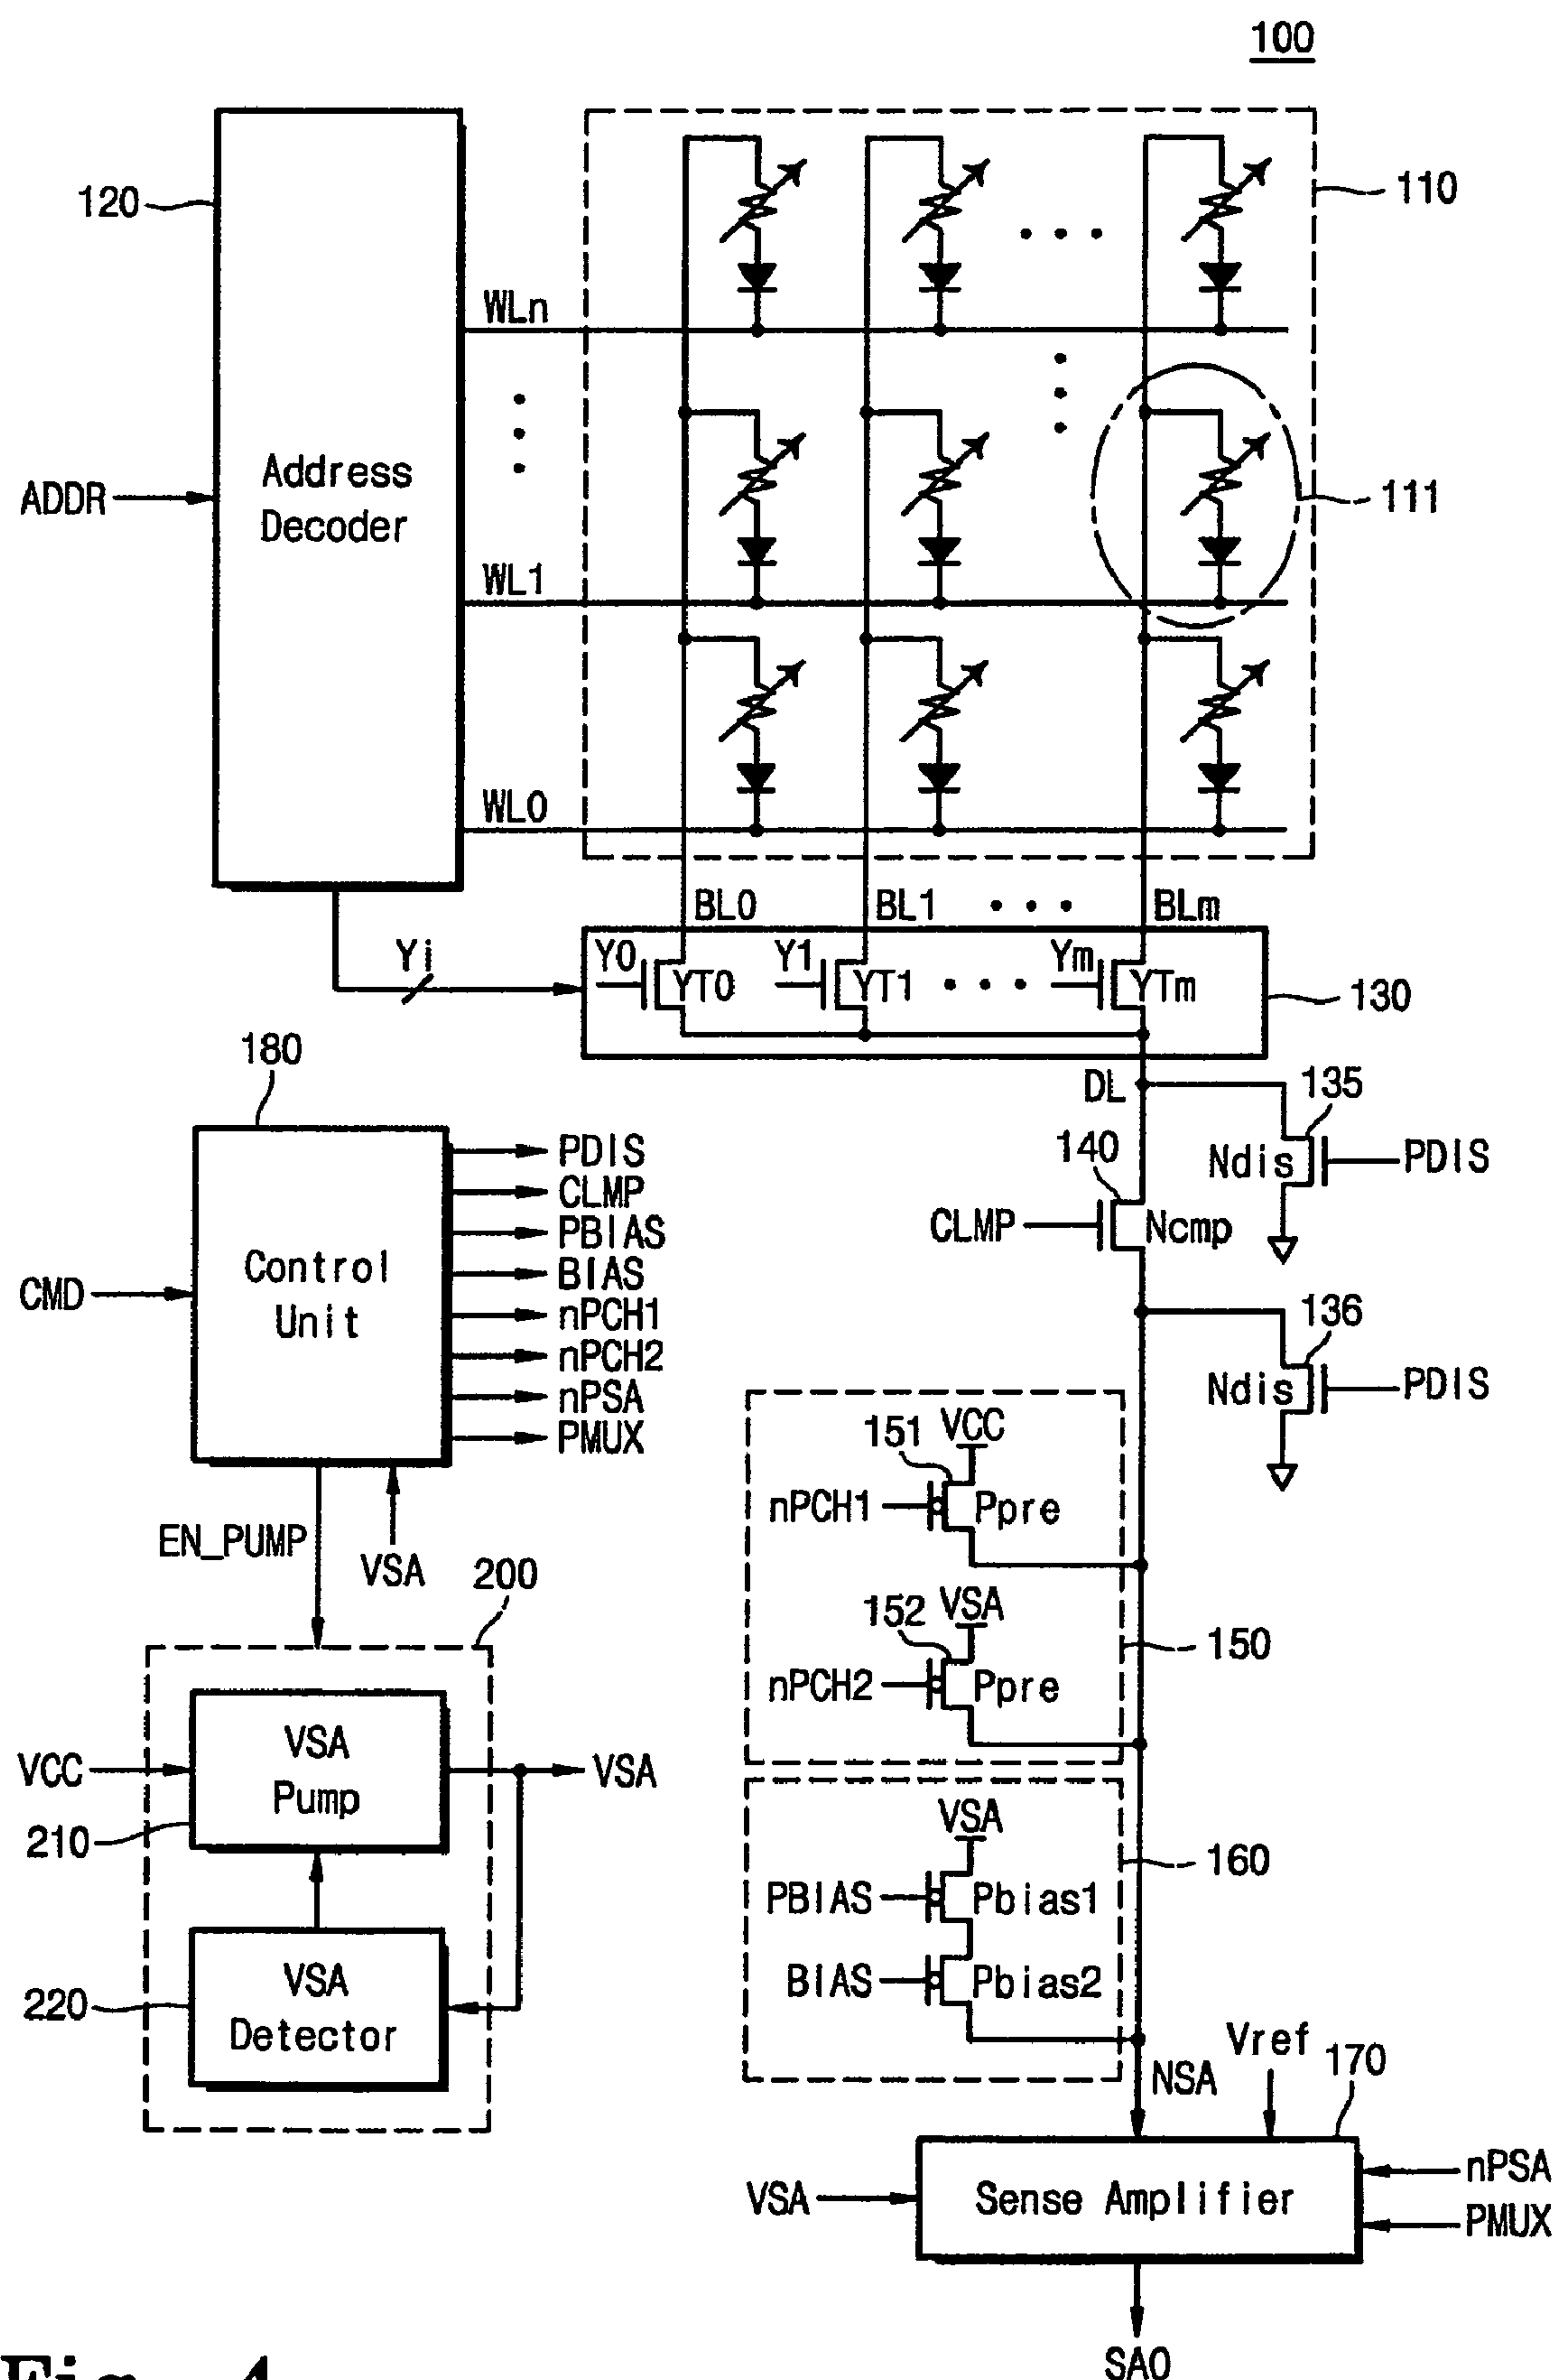 100
120
110
WLn
Address
Decoder
ADDR
111
WL1
WL0
BL0 BL1 BLm
Yi
Y0 YT0 Y1 YT1 Ym YTm
130
180
DL
135
Ndis PDIS
140
CLMP Ncmp
136
Ndis PDIS
CMD
Control
Unit
PDIS
CLMP
PBIAS
BIAS
nPCH1
nPCH2
nPSA
PMUX
EN_PUMP
VSA
200
151 VCC
nPCH1 Ppre
152 VSA
nPCH2 Ppre
150
VCC
VSA
Pump
VSA
210
220
VSA
Detector
VSA
160
PBIAS Pbias1
BIAS Pbias2
NSA
Vref
170
VSA
Sense Amplifier
nPSA
PMUX
SAO